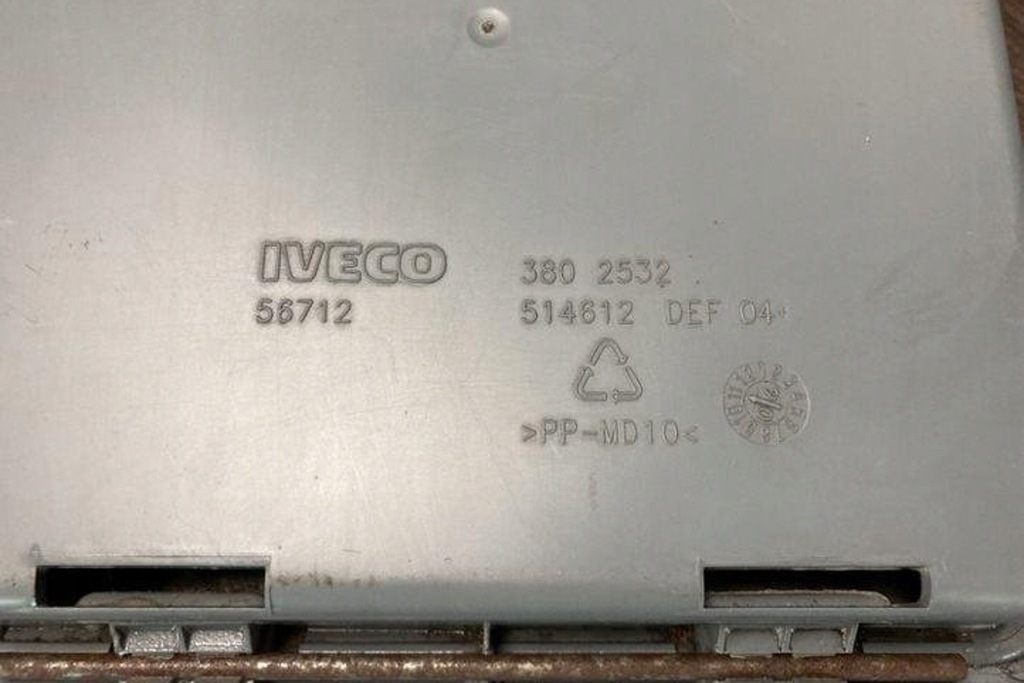 IVECO
56712
380 2532
514612 DEF 04
>PP-MD10<